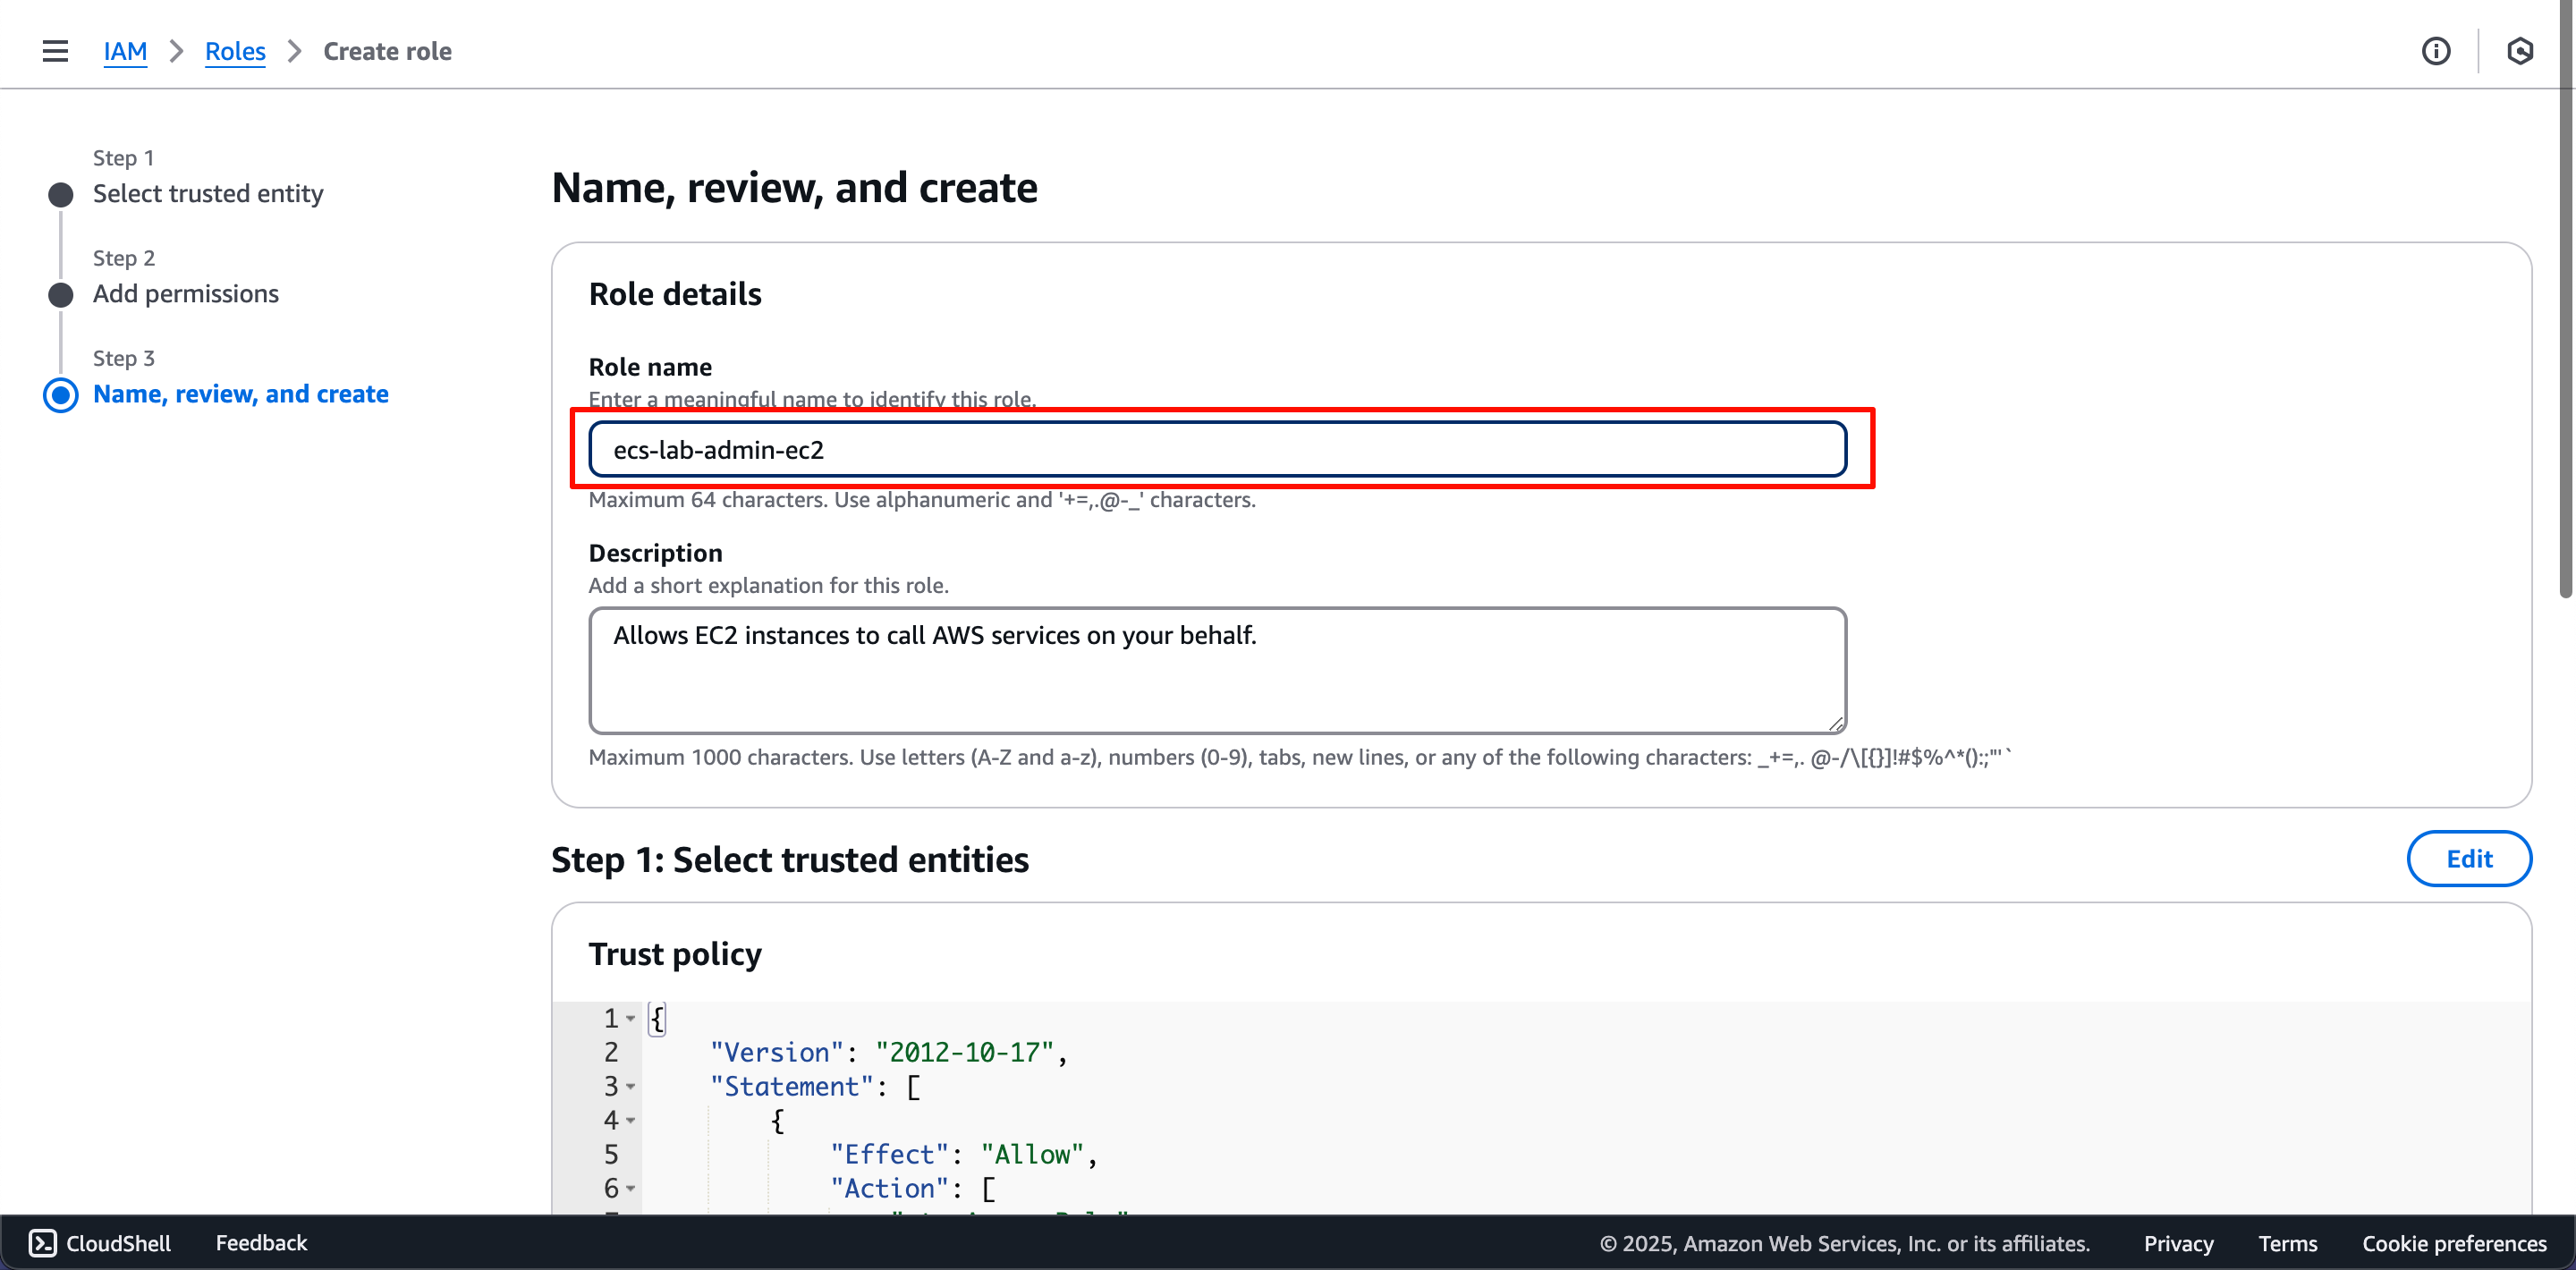 IAM > Roles > Create role
Step 1
Select trusted entity
Step 2
Add permissions
Step 3
Name, review, and create
Name, review, and create
Role details
Role name
Enter a meaningful name to identify this role.
ecs-lab-admin-ec2
Maximum 64 characters. Use alphanumeric and '+=,.@-_' characters.
Description
Add a short explanation for this role.
Allows EC2 instances to call AWS services on your behalf.
Maximum 1000 characters. Use letters (A-Z and a-z), numbers (0-9), tabs, new lines, or any of the following characters: _+=,. @-/\[{}]!#$%^*();:"'`
Step 1: Select trusted entities
Edit
Trust policy
1 {
2 "Version": "2012-10-17",
3 "Statement": [
4 {
5 "Effect": "Allow",
6 "Action": [
CloudShell Feedback © 2025, Amazon Web Services, Inc. or its affiliates. Privacy Terms Cookie preferences